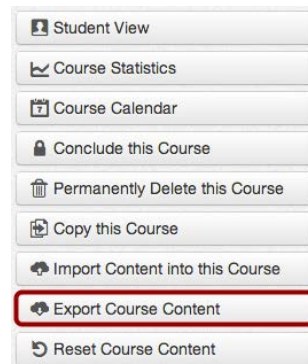 Student View
Course Statistics
7 Course Calendar
Conclude this Course
Permanently Delete this Course
Copy this Course
Import Content into this Course
Export Course Content
Reset Course Content